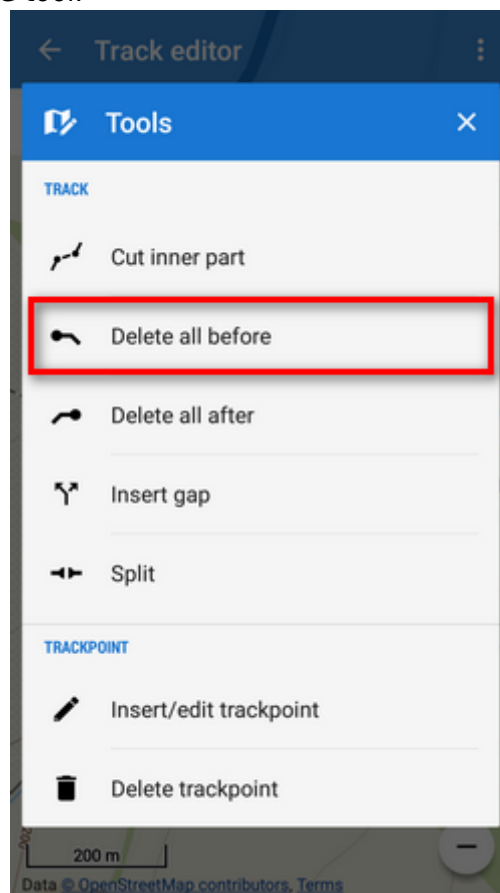 Track editor
Tools
TRACK
Cut inner part
Delete all before
Delete all after
Insert gap
Split
TRACKPOINT
Insert/edit trackpoint
Delete trackpoint
200 m
Data © OpenStreetMap contributors, Terms